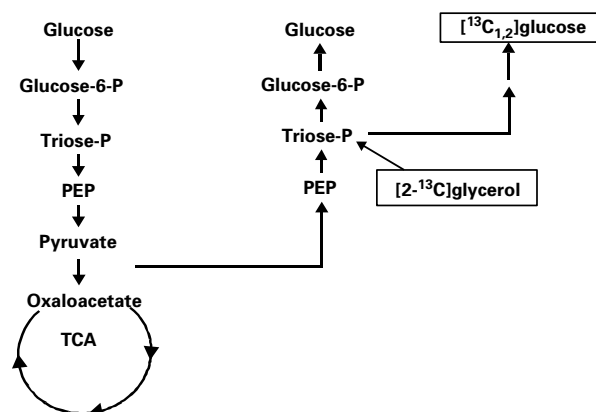 Glucose
Glucose-6-P
Triose-P
PEP
Pyruvate
Oxaloacetate
TCA
Glucose
Glucose-6-P
Triose-P
PEP
[¹³C₁,₂]glucose
[2-¹³C]glycerol